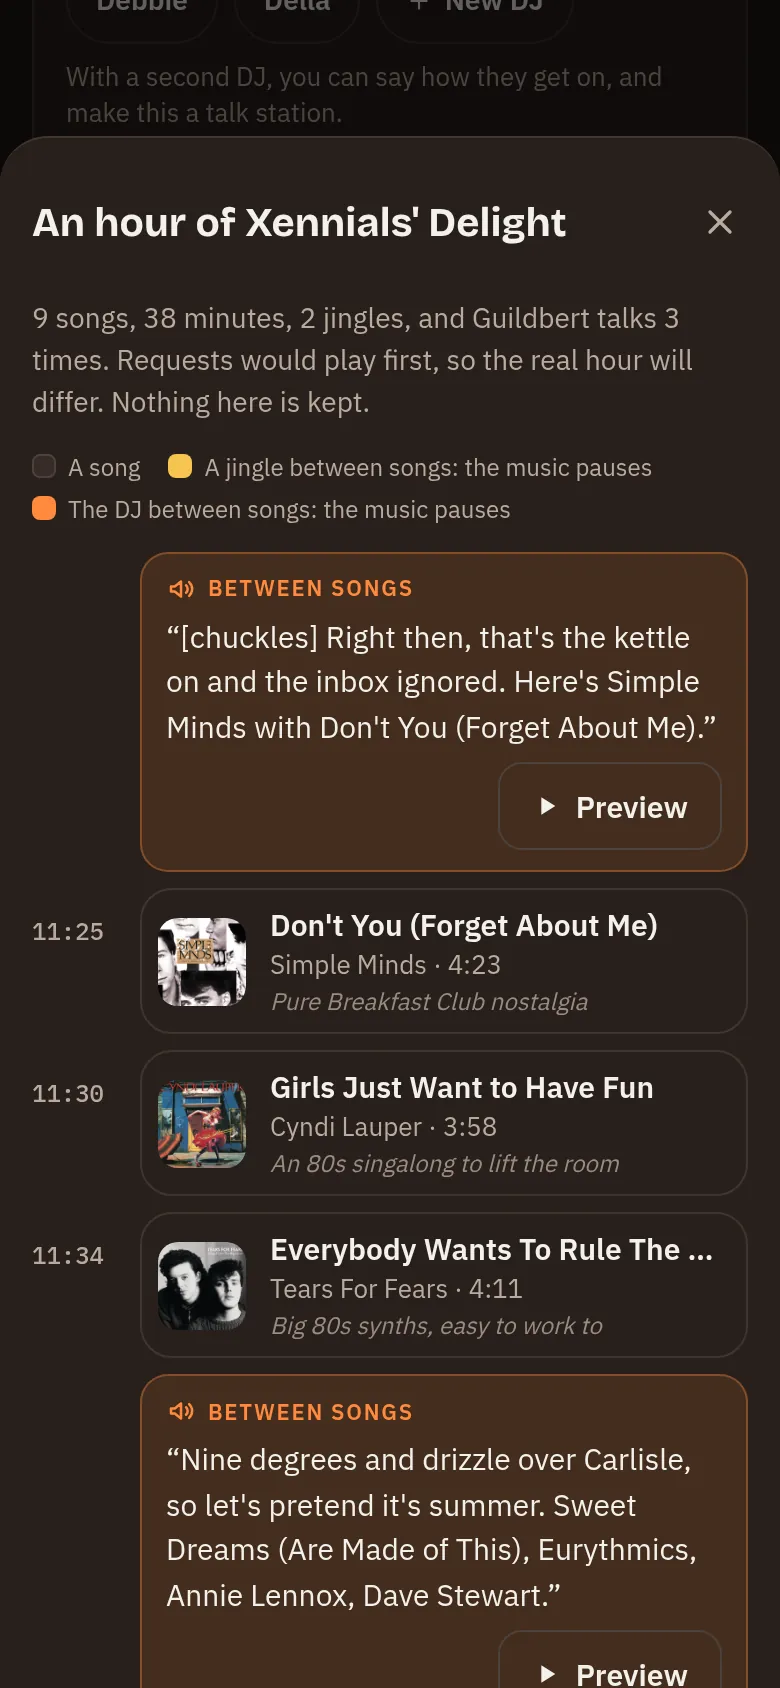 Debbie
Della
+ New DJ
With a second DJ, you can say how they get on, and
make this a talk station.
An hour of Xennials' Delight
9 songs, 38 minutes, 2 jingles, and Guildbert talks 3
times. Requests would play first, so the real hour will
differ. Nothing here is kept.
A song
A jingle between songs: the music pauses
The DJ between songs: the music pauses
BETWEEN SONGS
“[chuckles] Right then, that's the kettle
on and the inbox ignored. Here's Simple
Minds with Don't You (Forget About Me).”
Preview
11:25
SIMPLE
MINDS
Don't You (Forget About Me)
Simple Minds · 4:23
Pure Breakfast Club nostalgia
11:30
Girls Just Want to Have Fun
Cyndi Lauper · 3:58
An 80s singalong to lift the room
11:34
Everybody Wants To Rule The ...
Tears For Fears · 4:11
Big 80s synths, easy to work to
BETWEEN SONGS
“Nine degrees and drizzle over Carlisle,
so let's pretend it's summer. Sweet
Dreams (Are Made of This), Eurythmics,
Annie Lennox, Dave Stewart.”
Preview